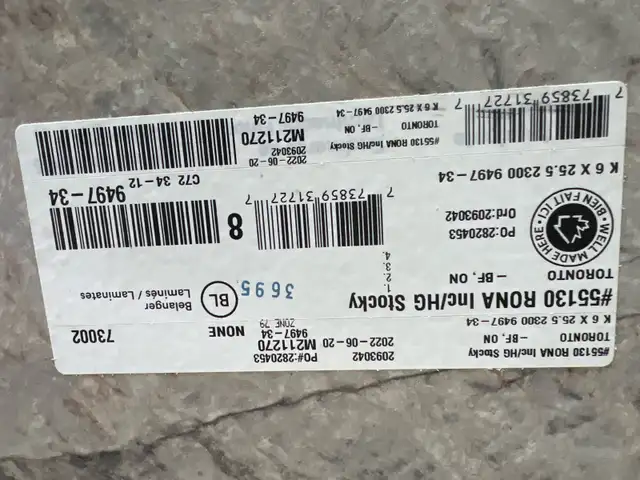 #55130 RONA Inc/HG Stocky
TORONTO
– BF, ON
K 6 X 25.5 2300 9497-34
2093042
2022-06-20
M211270
9497-34
ZONE 79
PO#:2820453
NONE
73002
#55130 RONA Inc/HG Stocky
TORONTO
– BF, ON
1.
2.
3.
4.
3695
BL
Belanger
Laminés / Laminates
WELL MADE HERE • BIEN FAIT ICI •
PO:2820453
Ord:2093042
K 6 X 25.5 2300 9497-34
7 73859 31727 7
8
9497-34
C72 34-12
#55130 RONA Inc/HG Stocky
TORONTO
– BF, ON
K 6 X 25.5 2300 9497-34
7 73859 31727 7
2022-06-20
2093042
M211270
9497-34